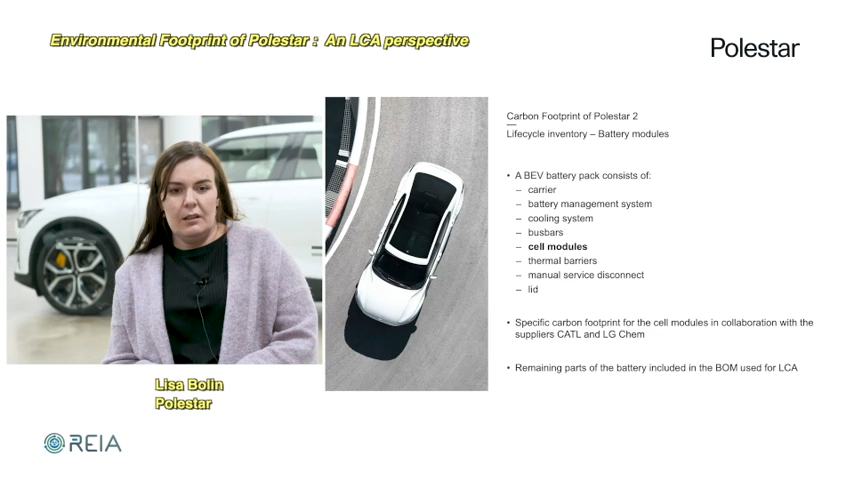 Environmental Footprint of Polestar : An LCA perspective
Polestar
Carbon Footprint of Polestar 2
Lifecycle inventory – Battery modules
• A BEV battery pack consists of:
– carrier
– battery management system
– cooling system
– busbars
– cell modules
– thermal barriers
– manual service disconnect
– lid
• Specific carbon footprint for the cell modules in collaboration with the
suppliers CATL and LG Chem
• Remaining parts of the battery included in the BOM used for LCA
Lisa Bolin
Polestar
REIA